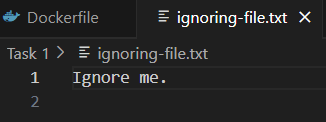 Dockerfile ignoring-file.txt
Task 1 > ignoring-file.txt
1 Ignore me.
2